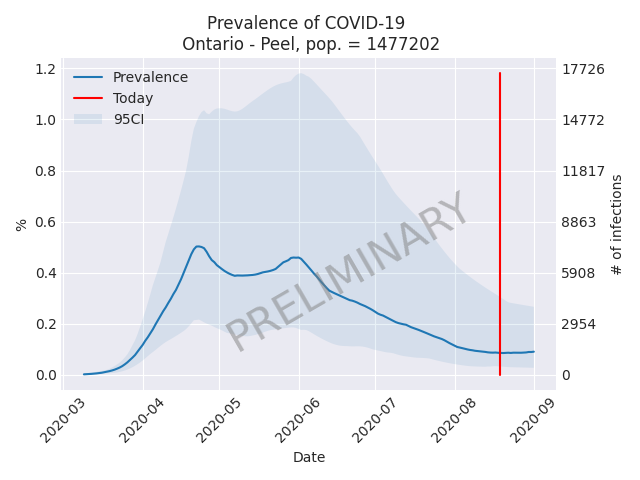 Prevalence of COVID-19
Ontario - Peel, pop. = 1477202
Prevalence
Today
95CI
1.2
1.0
0.8
0.6
0.4
0.2
0.0
%
17726
14772
11817
8863
5908
2954
0
# of infections
PRELIMINARY
2020-03
2020-04
2020-05
2020-06
2020-07
2020-08
2020-09
Date